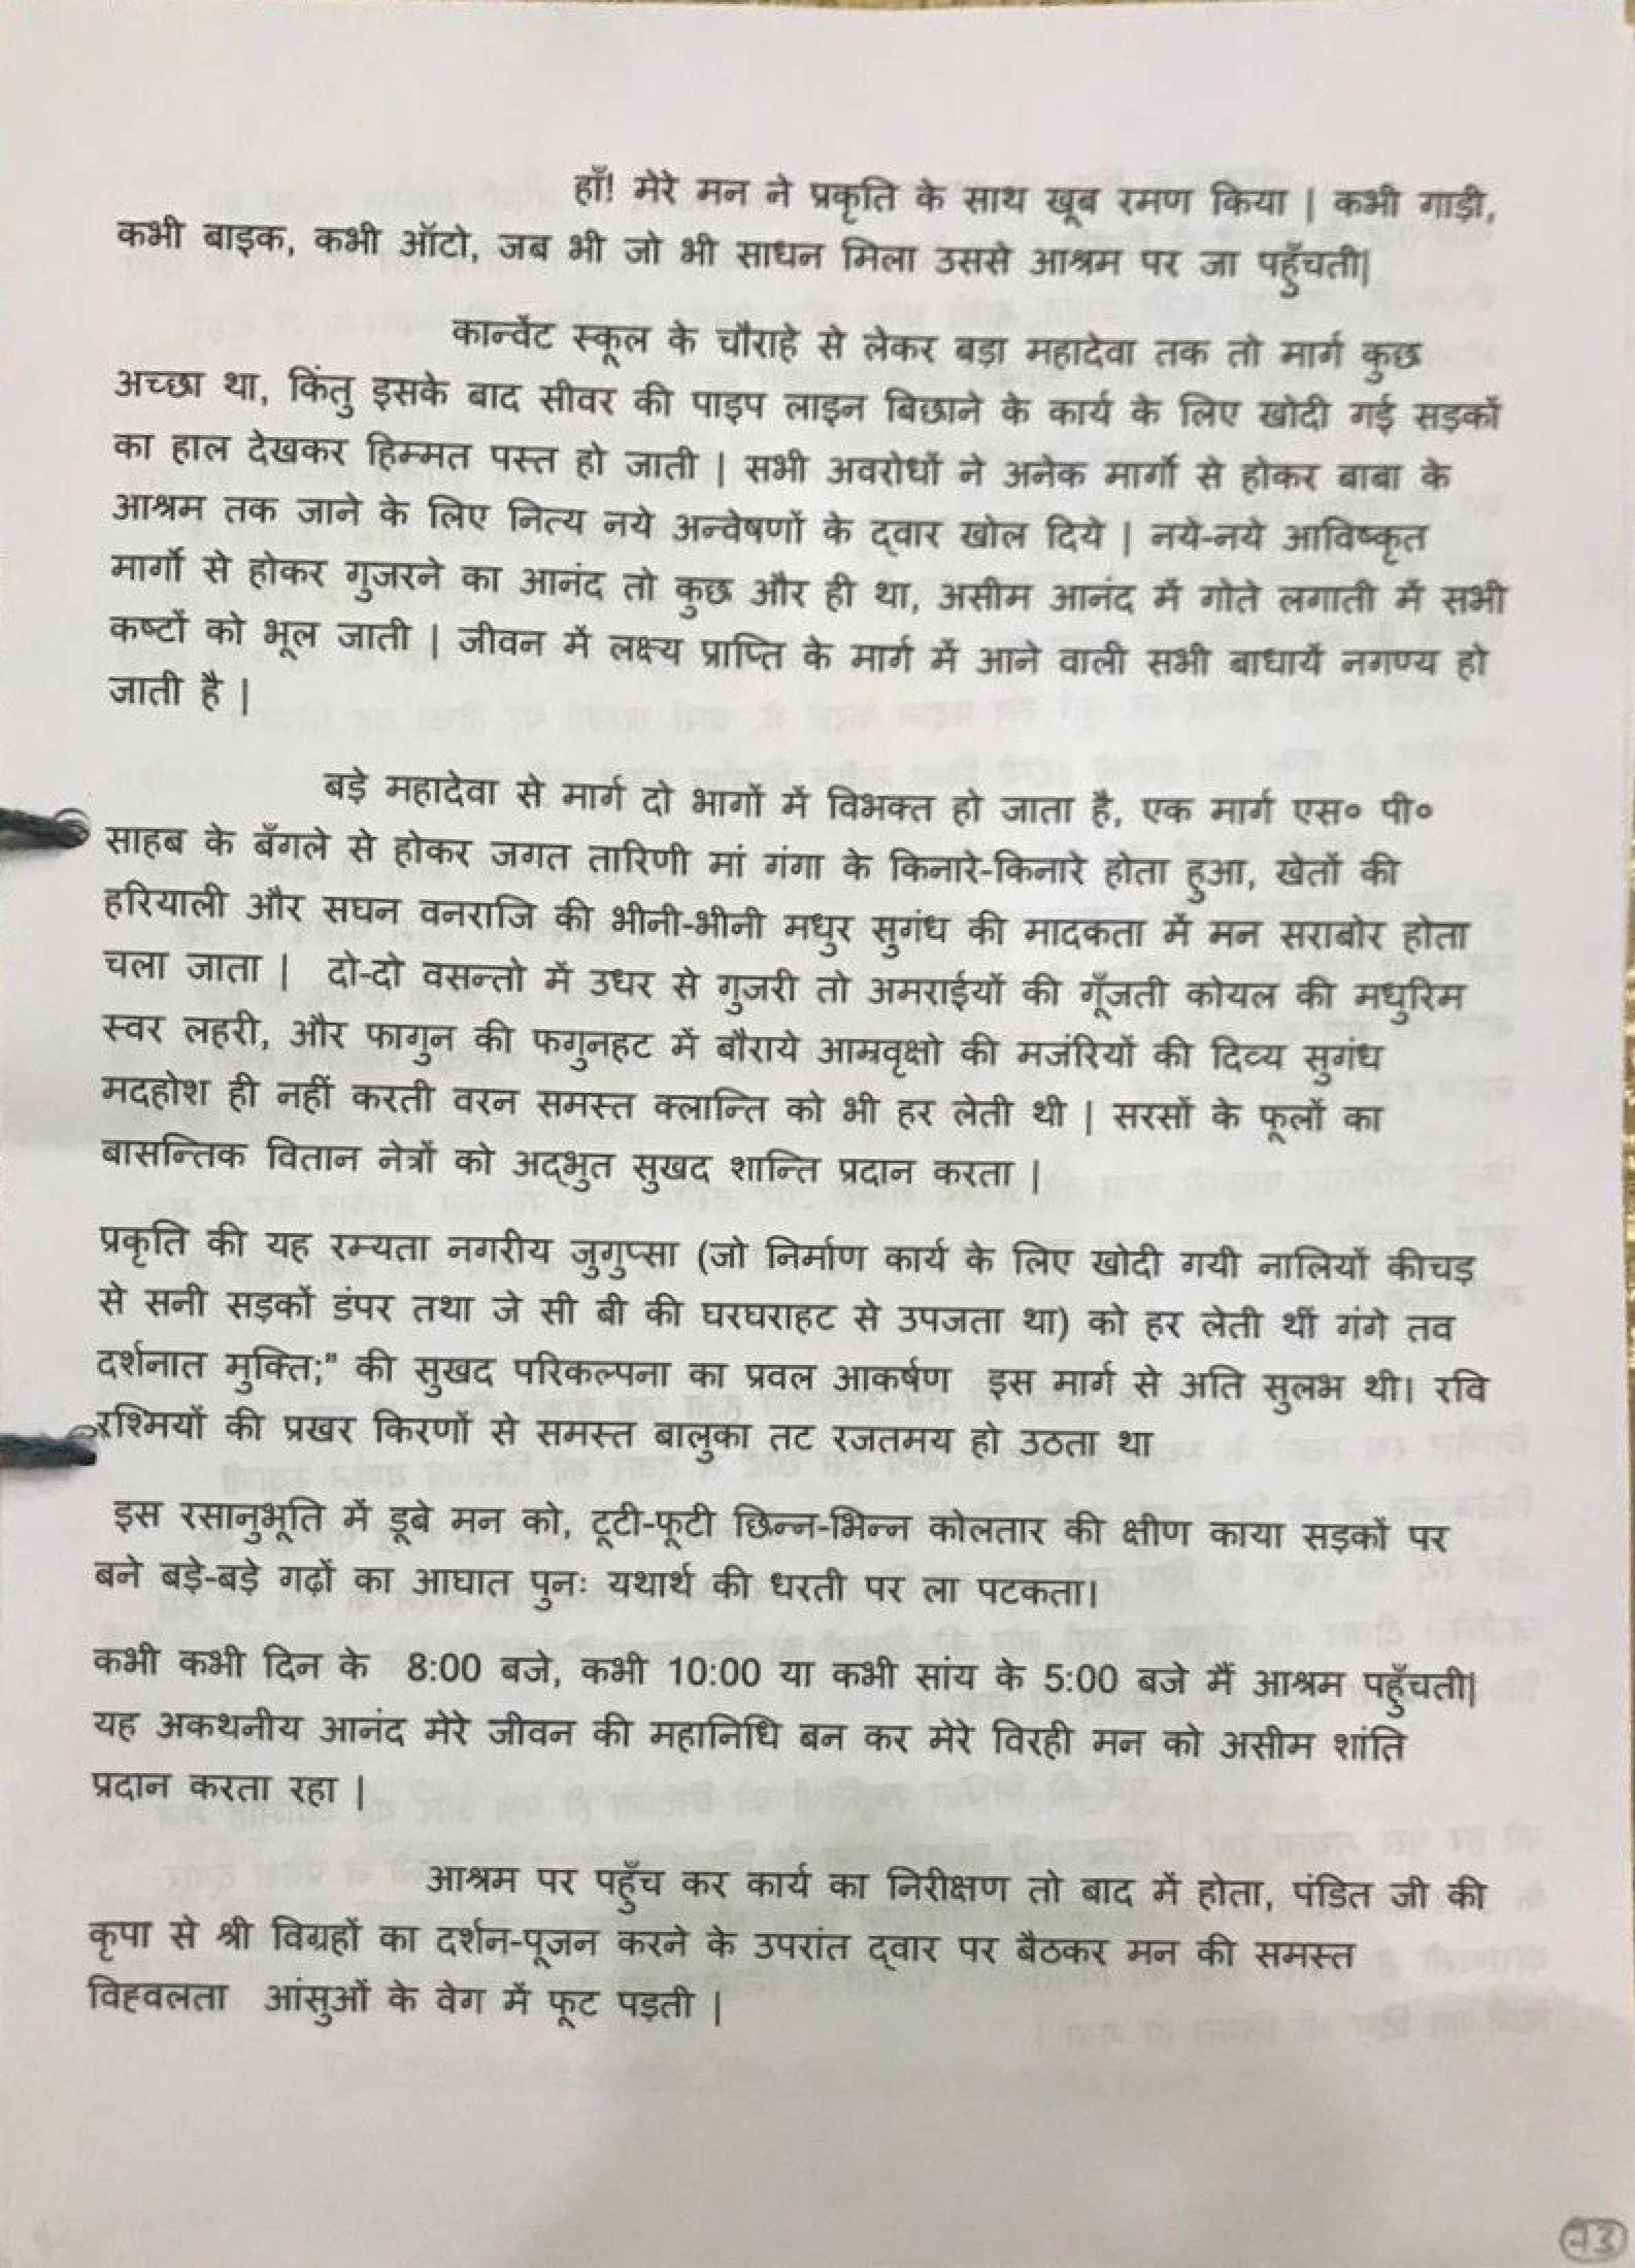 हाँ! मेरे मन ने प्रकृति के साथ खूब रमण किया | कभी गाड़ी,
कभी बाइक, कभी ऑटो, जब भी जो भी साधन मिला उससे आश्रम पर जा पहुँचती|
कान्वेंट स्कूल के चौराहे से लेकर बड़ा महादेवा तक तो मार्ग कुछ
अच्छा था, किंतु इसके बाद सीवर की पाइप लाइन बिछाने के कार्य के लिए खोदी गई सड़कों
का हाल देखकर हिम्मत पस्त हो जाती | सभी अवरोधों ने अनेक मार्गों से होकर बाबा के
आश्रम तक जाने के लिए नित्य नये अन्वेषणों के द्वार खोल दिये | नये-नये आविष्कृत
मार्गों से होकर गुजरने का आनंद तो कुछ और ही था, असीम आनंद में गोते लगाती में सभी
कष्टों को भूल जाती | जीवन में लक्ष्य प्राप्ति के मार्ग में आने वाली सभी बाधायें नगण्य हो
जाती है |
बड़े महादेवा से मार्ग दो भागों में विभक्त हो जाता है, एक मार्ग एस० पी०
साहब के बँगले से होकर जगत तारिणी मां गंगा के किनारे-किनारे होता हुआ, खेतों की
हरियाली और सघन वनराजि की भीनी-भीनी मधुर सुगंध की मादकता में मन सराबोर होता
चला जाता | दो-दो वसन्तो में उधर से गुजरी तो अमराईयों की गूँजती कोयल की मधुरिम
स्वर लहरी, और फागुन की फगुनहट में बौराये आम्रवृक्षो की मजंरियों की दिव्य सुगंध
मदहोश ही नहीं करती वरन समस्त क्लान्ति को भी हर लेती थी | सरसों के फूलों का
बासन्तिक वितान नेत्रों को अद्भुत सुखद शान्ति प्रदान करता |
प्रकृति की यह रम्यता नगरीय जुगुप्सा (जो निर्माण कार्य के लिए खोदी गयी नालियों कीचड़
से सनी सड़कों डंपर तथा जे सी बी की घरघराहट से उपजता था) को हर लेती थीं गंगे तव
दर्शनात मुक्ति;" की सुखद परिकल्पना का प्रवल आकर्षण इस मार्ग से अति सुलभ थी। रवि
रश्मियों की प्रखर किरणों से समस्त बालुका तट रजतमय हो उठता था
इस रसानुभूति में डूबे मन को, टूटी-फूटी छिन्न-भिन्न कोलतार की क्षीण काया सड़कों पर
बने बड़े-बड़े गढ़ों का आघात पुनः यथार्थ की धरती पर ला पटकता।
कभी कभी दिन के 8:00 बजे, कभी 10:00 या कभी सांय के 5:00 बजे मैं आश्रम पहुँचती|
यह अकथनीय आनंद मेरे जीवन की महानिधि बन कर मेरे विरही मन को असीम शांति
प्रदान करता रहा |
आश्रम पर पहुँच कर कार्य का निरीक्षण तो बाद में होता, पंडित जी की
कृपा से श्री विग्रहों का दर्शन-पूजन करने के उपरांत द्वार पर बैठकर मन की समस्त
विह्वलता आंसुओं के वेग में फूट पड़ती |